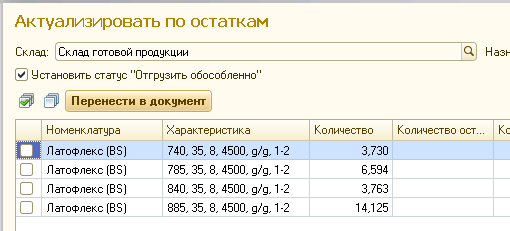 Актуализировать по остаткам
Склад: Склад готовой продукции Назн
Установить статус "Отгрузить обособленно"
Перенести в документ
Номенклатура Характеристика Количество Количество ост... Ко
Латофлекс (BS) 740, 35, 8, 4500, g/g, 1-2 3,730
Латофлекс (BS) 785, 35, 8, 4500, g/g, 1-2 6,594
Латофлекс (BS) 840, 35, 8, 4500, g/g, 1-2 3,763
Латофлекс (BS) 885, 35, 8, 4500, g/g, 1-2 14,125